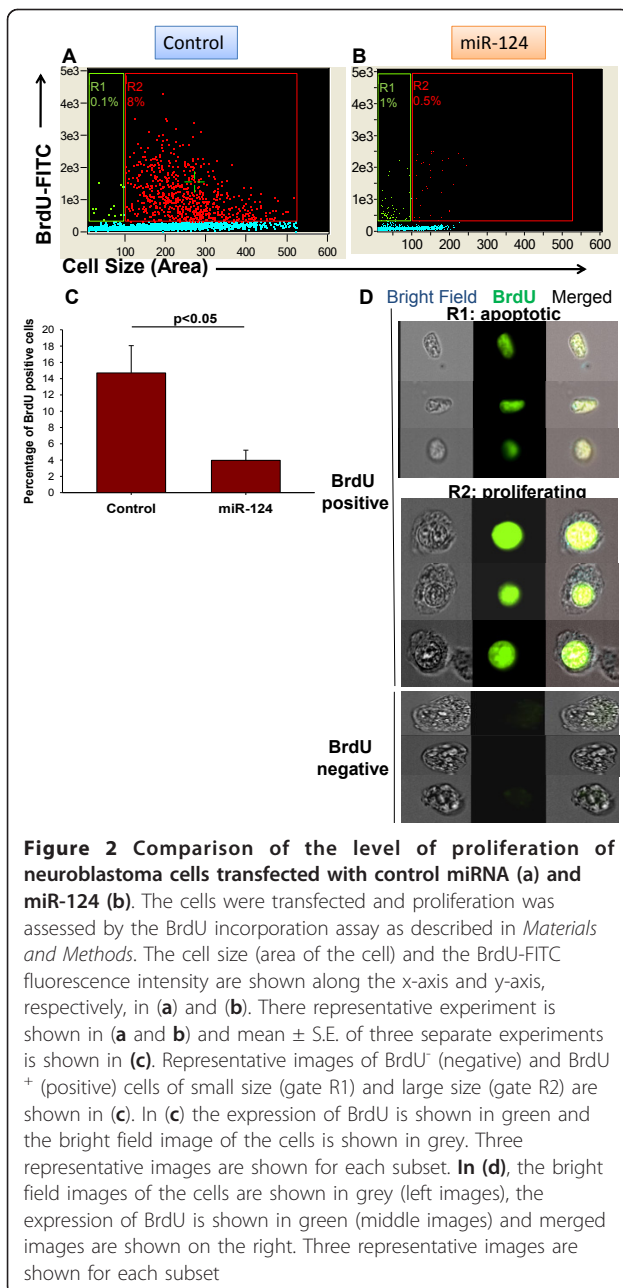 Control
miR-124
A
B
5e3
4e3
3e3
2e3
1e3
0
R1
0.1%
R2
8%
100 200 300 400 500 600
BrdU-FITC
5e3
4e3
3e3
2e3
1e3
0
R1
1%
R2
0.5%
100 200 300 400 500 600
Cell Size (Area)
C
p<0.05
Percentage of BrdU positive cells
20
18
16
14
12
10
8
6
4
2
0
Control miR-124
D
Bright Field BrdU Merged
R1: apoptotic
BrdU
positive
R2: proliferating
BrdU
negative
Figure 2 Comparison of the level of proliferation of
neuroblastoma cells transfected with control miRNA (a) and
miR-124 (b). The cells were transfected and proliferation was
assessed by the BrdU incorporation assay as described in Materials
and Methods. The cell size (area of the cell) and the BrdU-FITC
fluorescence intensity are shown along the x-axis and y-axis,
respectively, in (a) and (b). There representative experiment is
shown in (a and b) and mean ± S.E. of three separate experiments
is shown in (c). Representative images of BrdU⁻ (negative) and BrdU
⁺ (positive) cells of small size (gate R1) and large size (gate R2) are
shown in (c). In (c) the expression of BrdU is shown in green and
the bright field image of the cells is shown in grey. Three
representative images are shown for each subset. In (d), the bright
field images of the cells are shown in grey (left images), the
expression of BrdU is shown in green (middle images) and merged
images are shown on the right. Three representative images are
shown for each subset